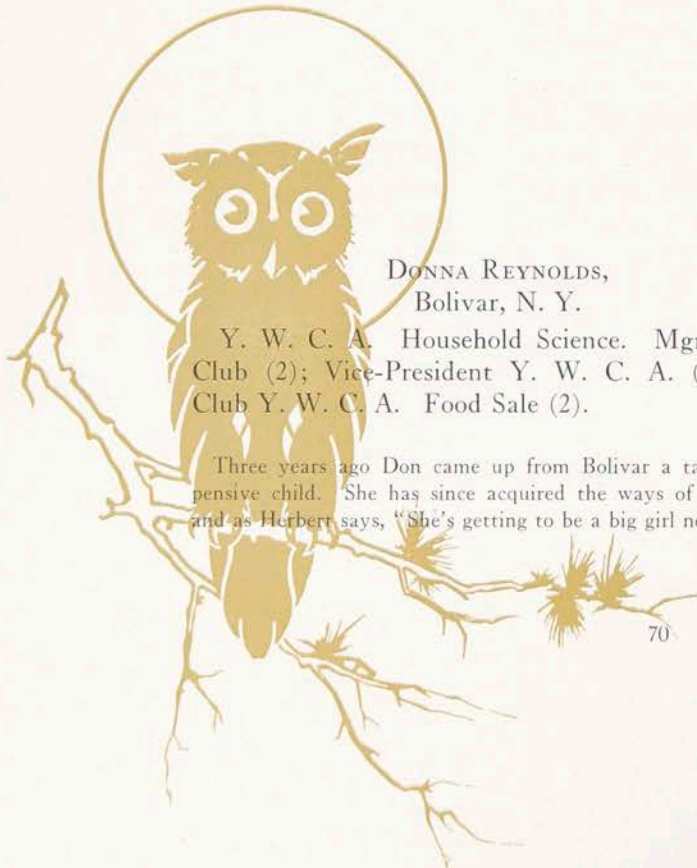 DONNA REYNOLDS,
Bolivar, N. Y.
Y. W. C. A. Household Science. Mgr
Club (2); Vice-President Y. W. C. A. (
Club Y. W. C. A. Food Sale (2).
Three years ago Don came up from Bolivar a
pensive child. She has since acquired the ways of
and as Herbert says, “She's getting to be a big girl
70